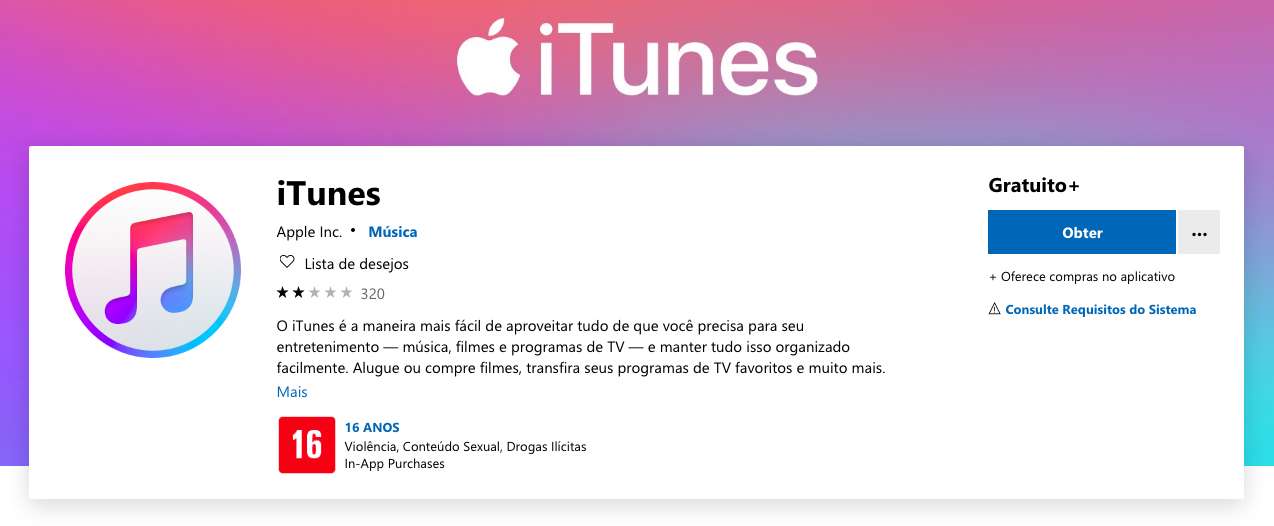 iTunes
iTunes
Apple Inc. • Música
Lista de desejos
320
O iTunes é a maneira mais fácil de aproveitar tudo de que você precisa para seu
entretenimento — música, filmes e programas de TV — e manter tudo isso organizado
facilmente. Alugue ou compre filmes, transfira seus programas de TV favoritos e muito mais.
Mais
16
16 ANOS
Violência, Conteúdo Sexual, Drogas Ilícitas
In-App Purchases
Gratuito+
Obter ...
+ Oferece compras no aplicativo
Consulte Requisitos do Sistema